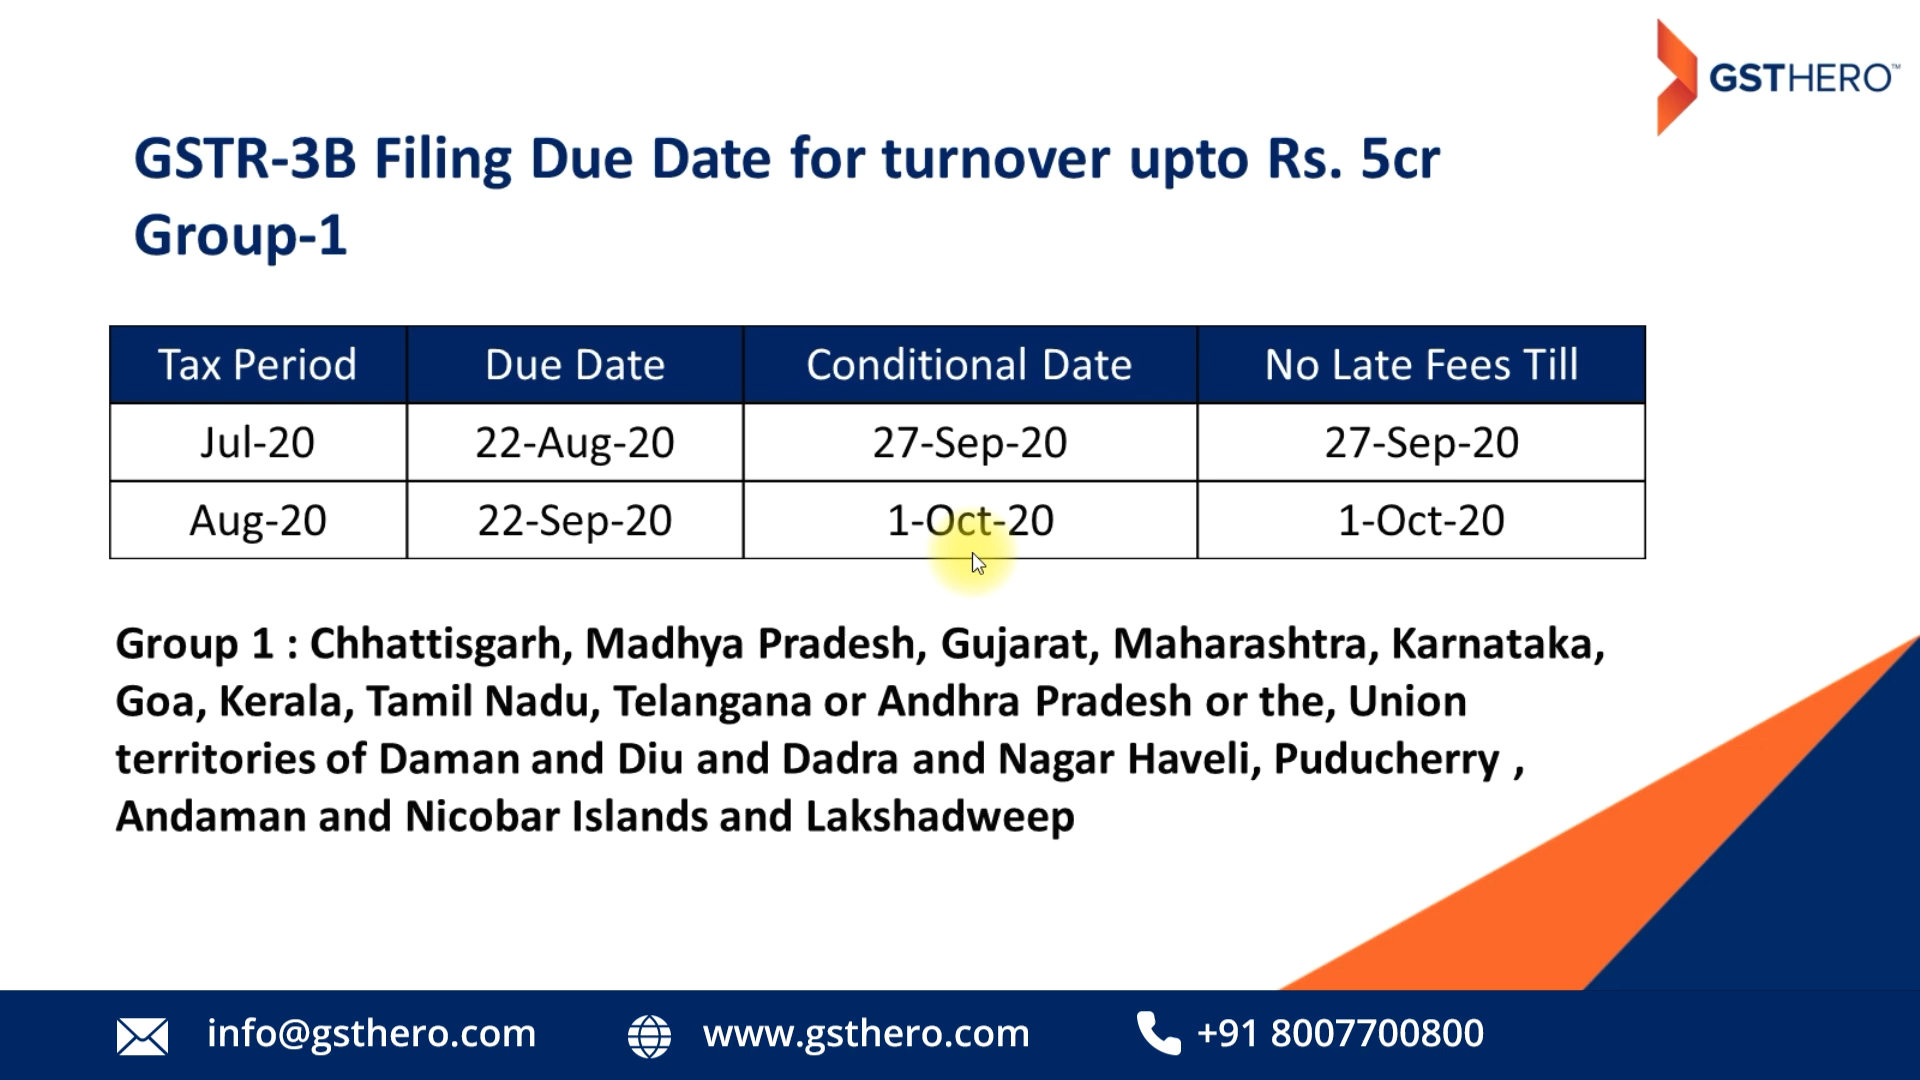 GSTHERO™
GSTR-3B Filing Due Date for turnover upto Rs. 5cr
Group-1
Tax Period Due Date Conditional Date No Late Fees Till
Jul-20 22-Aug-20 27-Sep-20 27-Sep-20
Aug-20 22-Sep-20 1-Oct-20 1-Oct-20
Group 1 : Chhattisgarh, Madhya Pradesh, Gujarat, Maharashtra, Karnataka,
Goa, Kerala, Tamil Nadu, Telangana or Andhra Pradesh or the, Union
territories of Daman and Diu and Dadra and Nagar Haveli, Puducherry ,
Andaman and Nicobar Islands and Lakshadweep
info@gsthero.com www.gsthero.com +91 8007700800